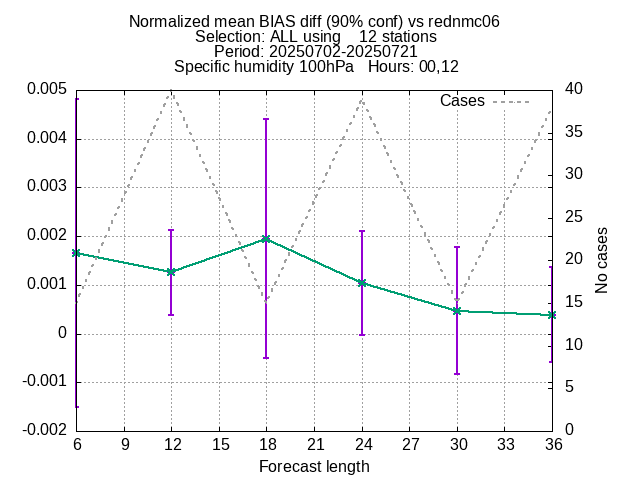 Normalized mean BIAS diff (90% conf) vs rednmc06
Selection: ALL using    12 stations
Period: 20250702-20250721
Specific humidity 100hPa   Hours: 00,12
Cases
0.005
0.004
0.003
0.002
0.001
0
-0.001
-0.002
40
35
30
25
20
15
10
5
0
No cases
6 9 12 15 18 21 24 27 30 33 36
Forecast length